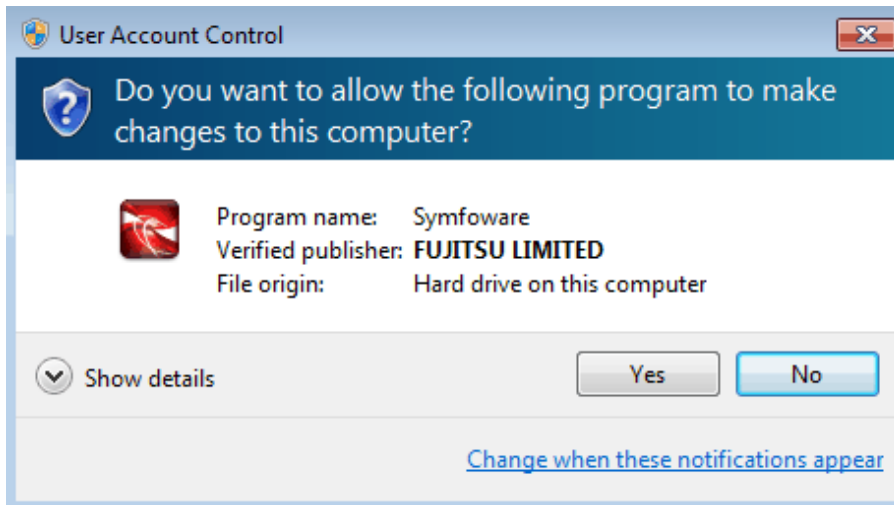 User Account Control
Do you want to allow the following program to make
changes to this computer?
Program name: Symfoware
Verified publisher: FUJITSU LIMITED
File origin: Hard drive on this computer
Show details
Yes
No
Change when these notifications appear